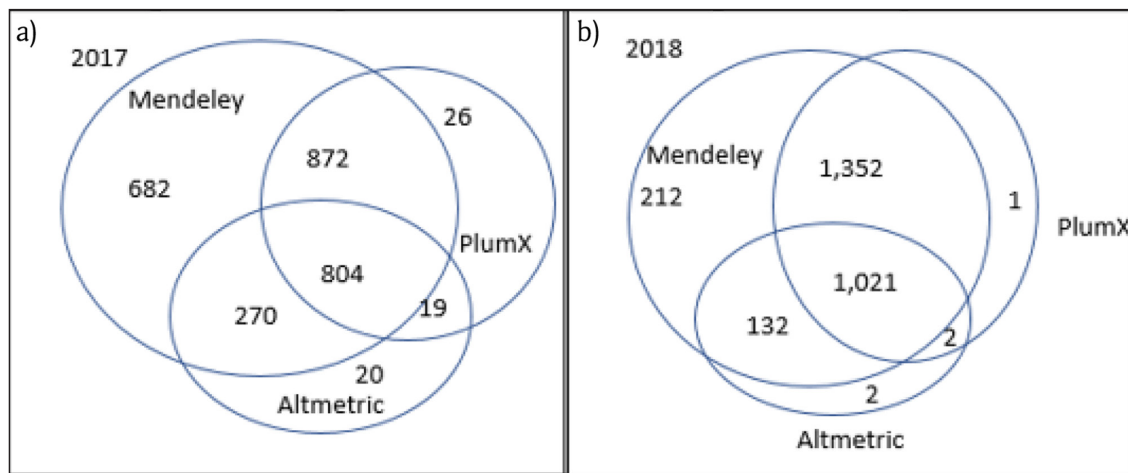 a)
2017
Mendeley
26
872
682
PlumX
804
270
19
20
Altmetric
b)
2018
Mendeley
1,352
212
1
PlumX
1,021
132
2
2
Altmetric